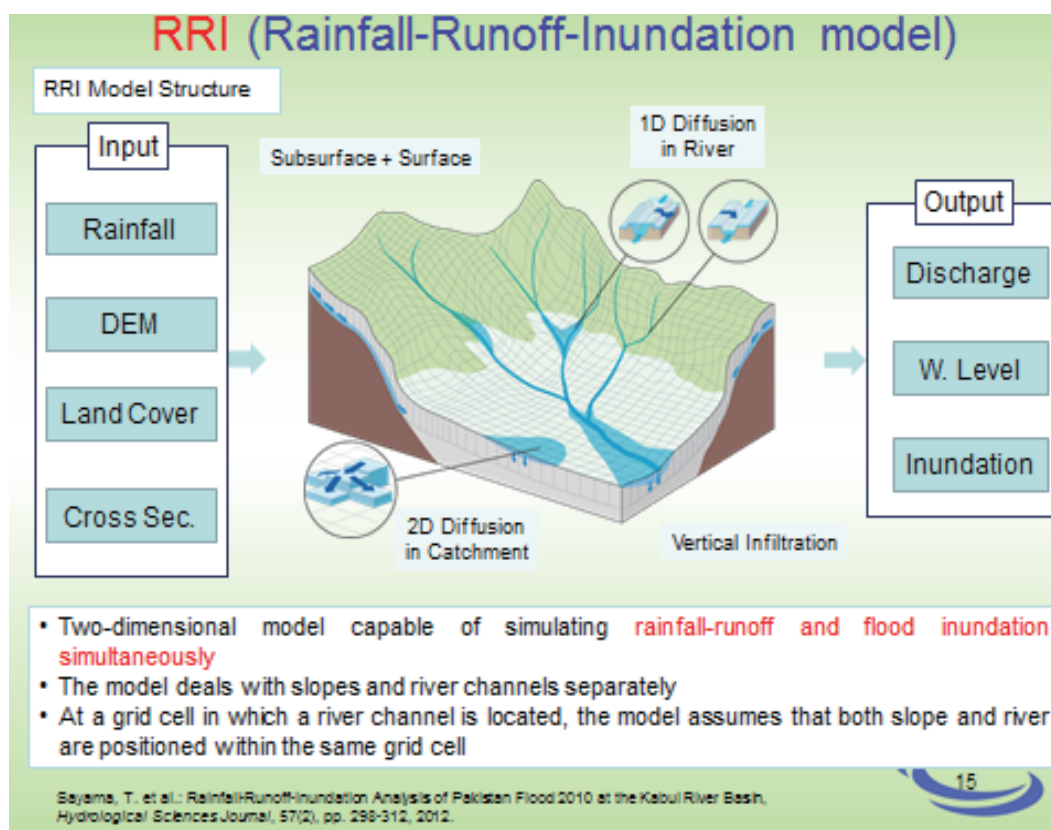 RRI (Rainfall-Runoff-Inundation model)
RRI Model Structure
Input
Rainfall
DEM
Land Cover
Cross Sec.
Subsurface + Surface
1D Diffusion
in River
2D Diffusion
in Catchment
Vertical Infiltration
Output
Discharge
W. Level
Inundation
• Two-dimensional model capable of simulating rainfall-runoff and flood inundation
simultaneously
• The model deals with slopes and river channels separately
• At a grid cell in which a river channel is located, the model assumes that both slope and river
are positioned within the same grid cell
15
Sayama, T. et al.: Rainfall-Runoff-Inundation Analysis of Pakistan Flood 2010 at the Kabul River Basin,
Hydrological Sciences Journal, 57(2), pp. 298-312, 2012.